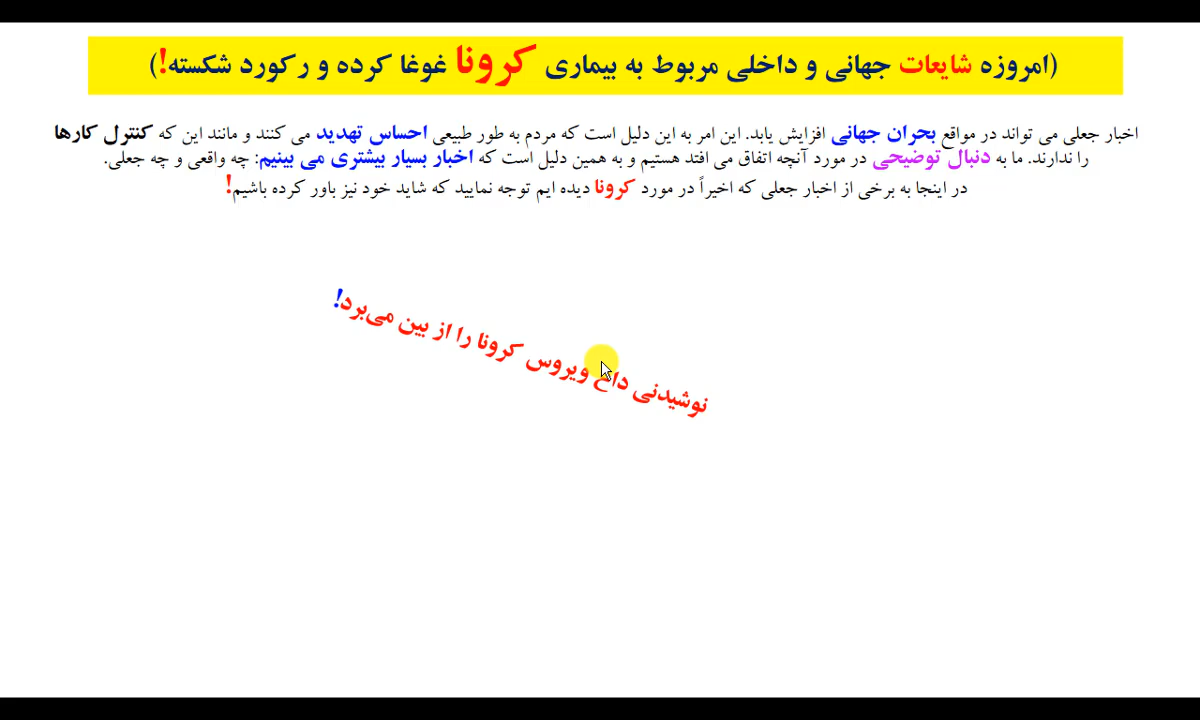 (امروزه شایعات جهانی و داخلی مربوط به بیماری کرونا غوغا کرده و رکورد شکسته!)
اخبار جعلی می تواند در مواقع بحران جهانی افزایش یابد. این امر به این دلیل است که مردم به طور طبیعی احساس تهدید می کنند و مانند این که کنترل کارها
را ندارند. ما به دنبال توضیحی در مورد آنچه اتفاق می افتد هستیم و به همین دلیل است که اخبار بسیار بیشتری می بینیم: چه واقعی و چه جعلی.
در اینجا به برخی از اخبار جعلی که اخیراً در مورد کرونا دیده ایم توجه نمایید که شاید خود نیز باور کرده باشیم!
نوشیدنی داغ ویروس کرونا را از بین می‌برد!